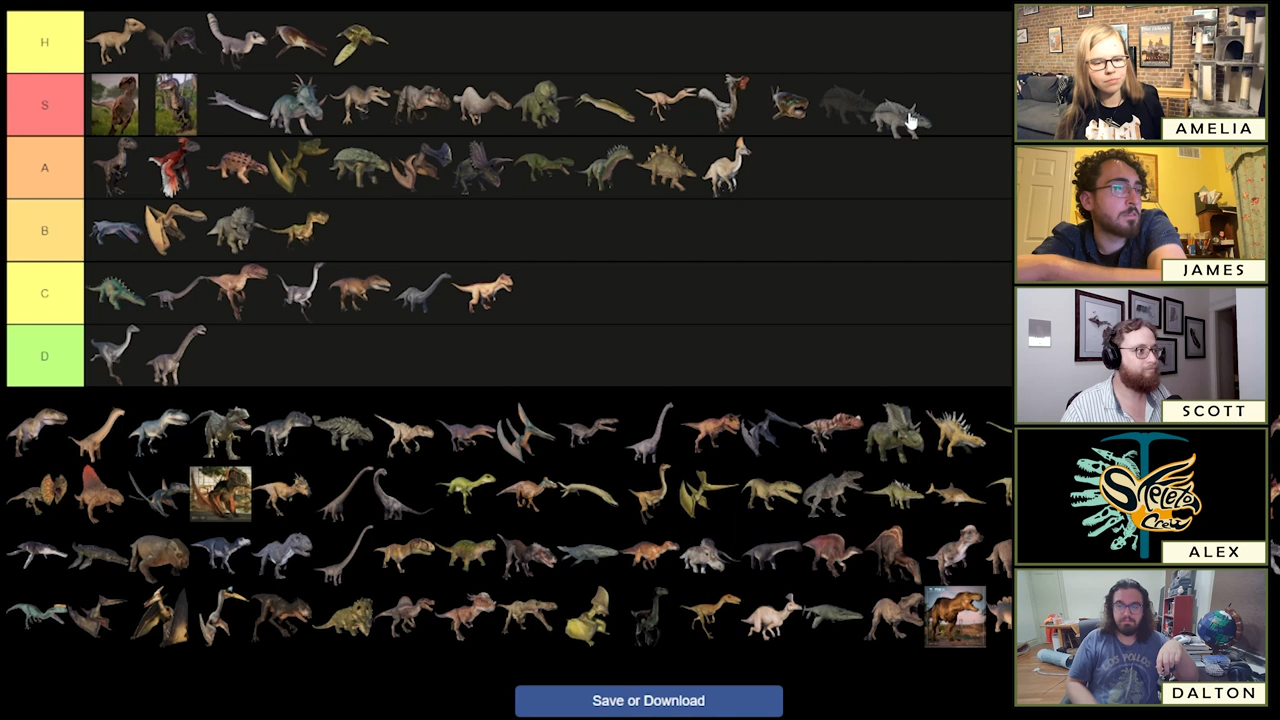 H
S
A
B
C
D
AMELIA
JAMES
SCOTT
Skeleton
Crew
ALEX
DALTON
Save or Download